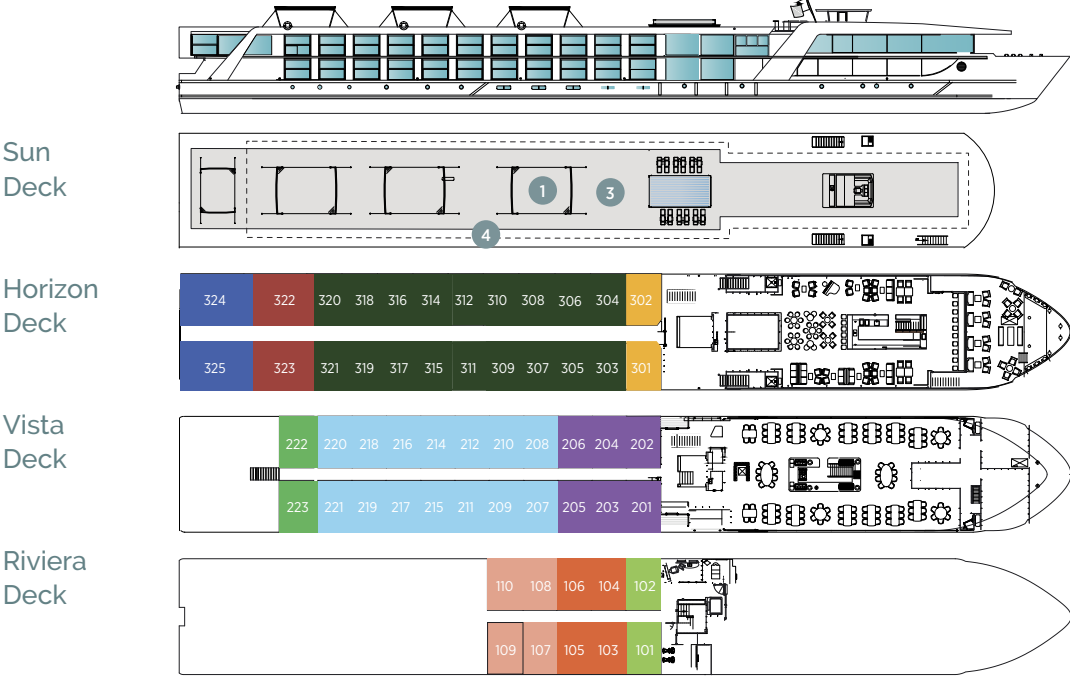 Sun
Deck
1
3
4
Horizon
Deck
324 322 320 318 316 314 312 310 308 306 304 302
325 323 321 319 317 315 311 309 307 305 303 301
Vista
Deck
222 220 218 216 214 212 210 208 206 204 202
223 221 219 217 215 211 209 207 205 203 201
Riviera
Deck
110 108 106 104 102
109 107 105 103 101